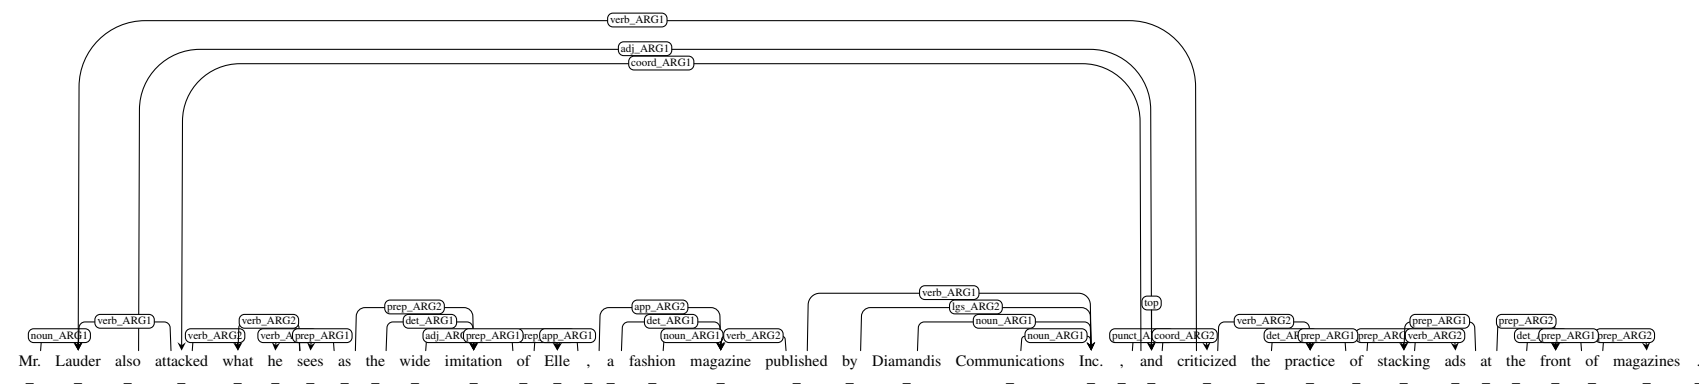 verb_ARG1
adj_ARG1
coord_ARG1
verb_ARG1
prep_ARG2 app_ARG2 lgs_ARG2 top
verb_ARG1 verb_ARG2 det_ARG1 det_ARG1 noun_ARG1 verb_ARG2 prep_ARG1 prep_ARG2
noun_ARG1 verb_ARG2 prep_ARG1 prep_ARG1 app_ARG1 noun_ARG1 verb_ARG2 noun_ARG1 coord_ARG2 prep_ARG1 verb_ARG2 prep_ARG1 prep_ARG2
Mr. Lauder also attacked what he sees as the wide imitation of Elle , a fashion magazine published by Diamandis Communications Inc. , and criticized the practice of stacking ads at the front of magazines .